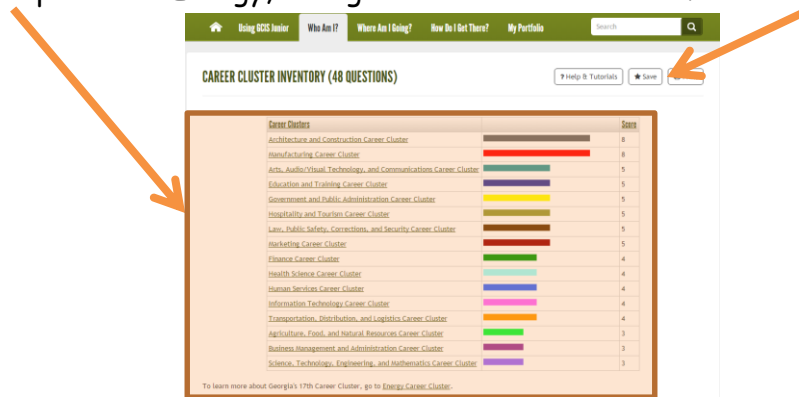 Using GCIS Junior Who Am I? Where Am I Going? How Do I Get There? My Portfolio Search
CAREER CLUSTER INVENTORY (48 QUESTIONS) ? Help & Tutorials Save
Career Clusters Score
Architecture and Construction Career Cluster 8
Manufacturing Career Cluster 8
Arts, Audio/Visual Technology, and Communications Career Cluster 5
Education and Training Career Cluster 5
Government and Public Administration Career Cluster 5
Hospitality and Tourism Career Cluster 5
Law, Public Safety, Corrections, and Security Career Cluster 5
Marketing Career Cluster 5
Finance Career Cluster 4
Health Science Career Cluster 4
Human Services Career Cluster 4
Information Technology Career Cluster 4
Transportation, Distribution, and Logistics Career Cluster 4
Agriculture, Food, and Natural Resources Career Cluster 3
Business Management and Administration Career Cluster 3
Science, Technology, Engineering, and Mathematics Career Cluster 3
To learn more about Georgia's 17th Career Cluster, go to Energy Career Cluster.